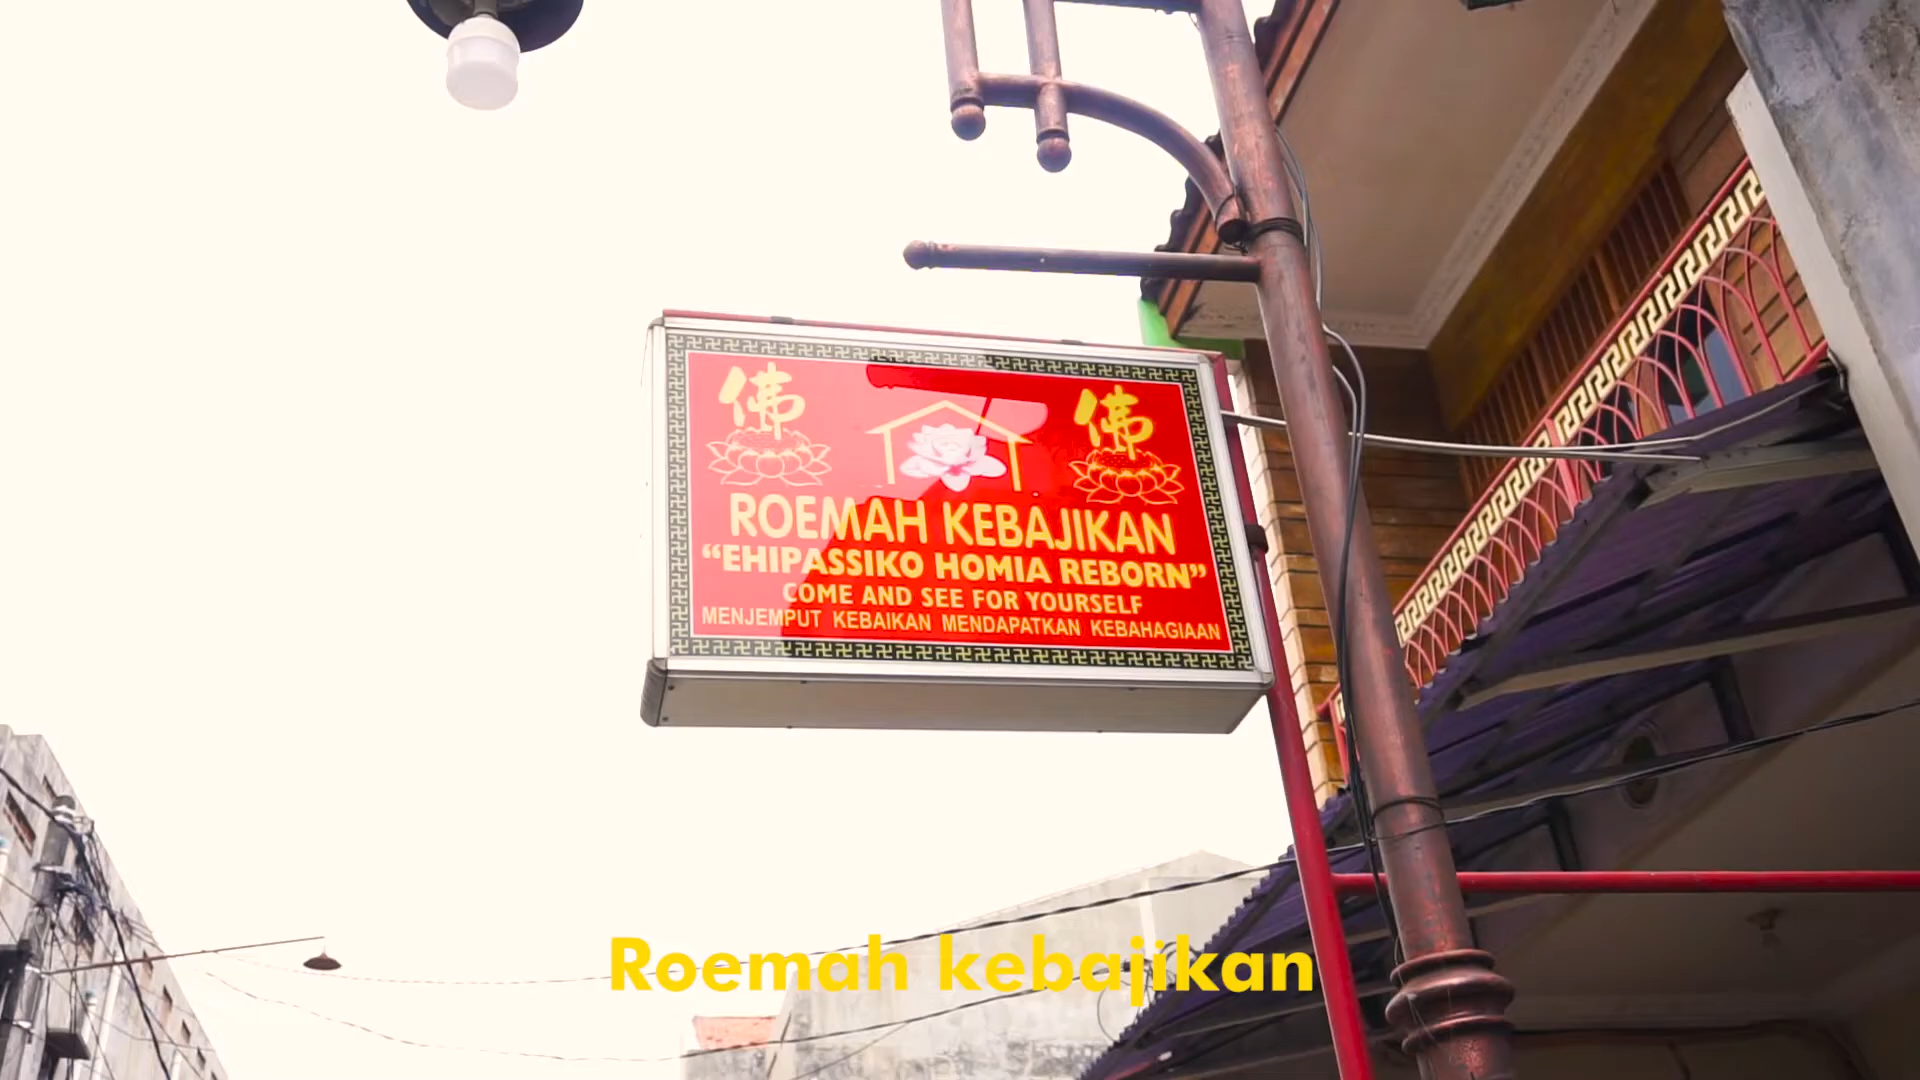 佛 佛
ROEMAH KEBAJIKAN
“EHIPASSIKO HOMIA REBORN”
COME AND SEE FOR YOURSELF
MENJEMPUT KEBAIKAN MENDAPATKAN KEBAHAGIAAN
Roemah kebajikan